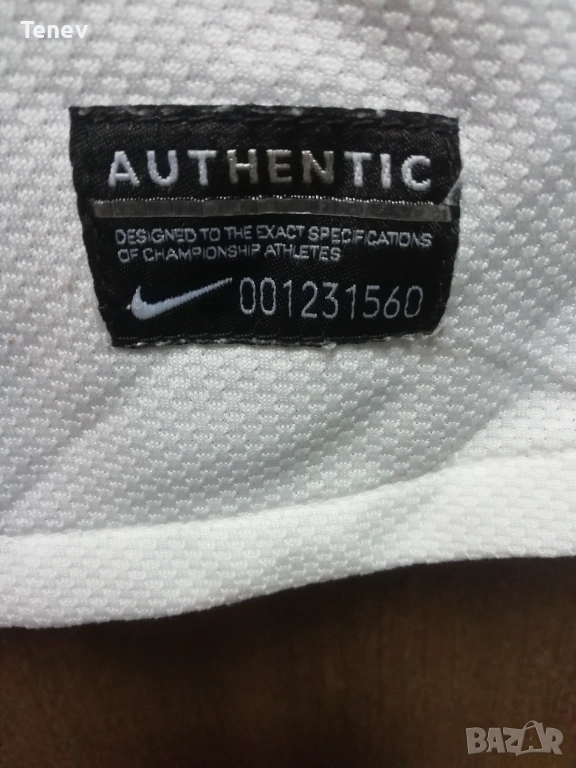 Tenev
AUTHENTIC
DESIGNED TO THE EXACT SPECIFICATIONS
OF CHAMPIONSHIP ATHLETES
001231560
BAZAR